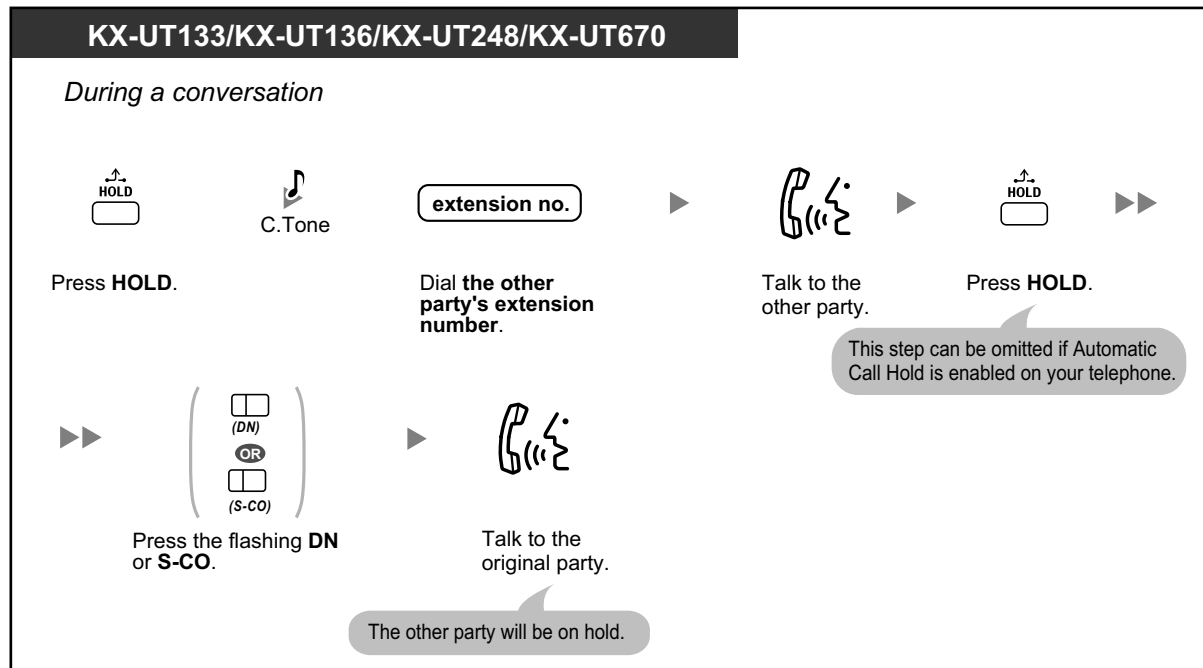 KX-UT133/KX-UT136/KX-UT248/KX-UT670
During a conversation
HOLD
C.Tone
extension no.
HOLD
Press HOLD.
Dial the other
party's extension
number.
Talk to the
other party.
Press HOLD.
This step can be omitted if Automatic
Call Hold is enabled on your telephone.
(DN)
OR
(S-CO)
Press the flashing DN
or S-CO.
Talk to the
original party.
The other party will be on hold.